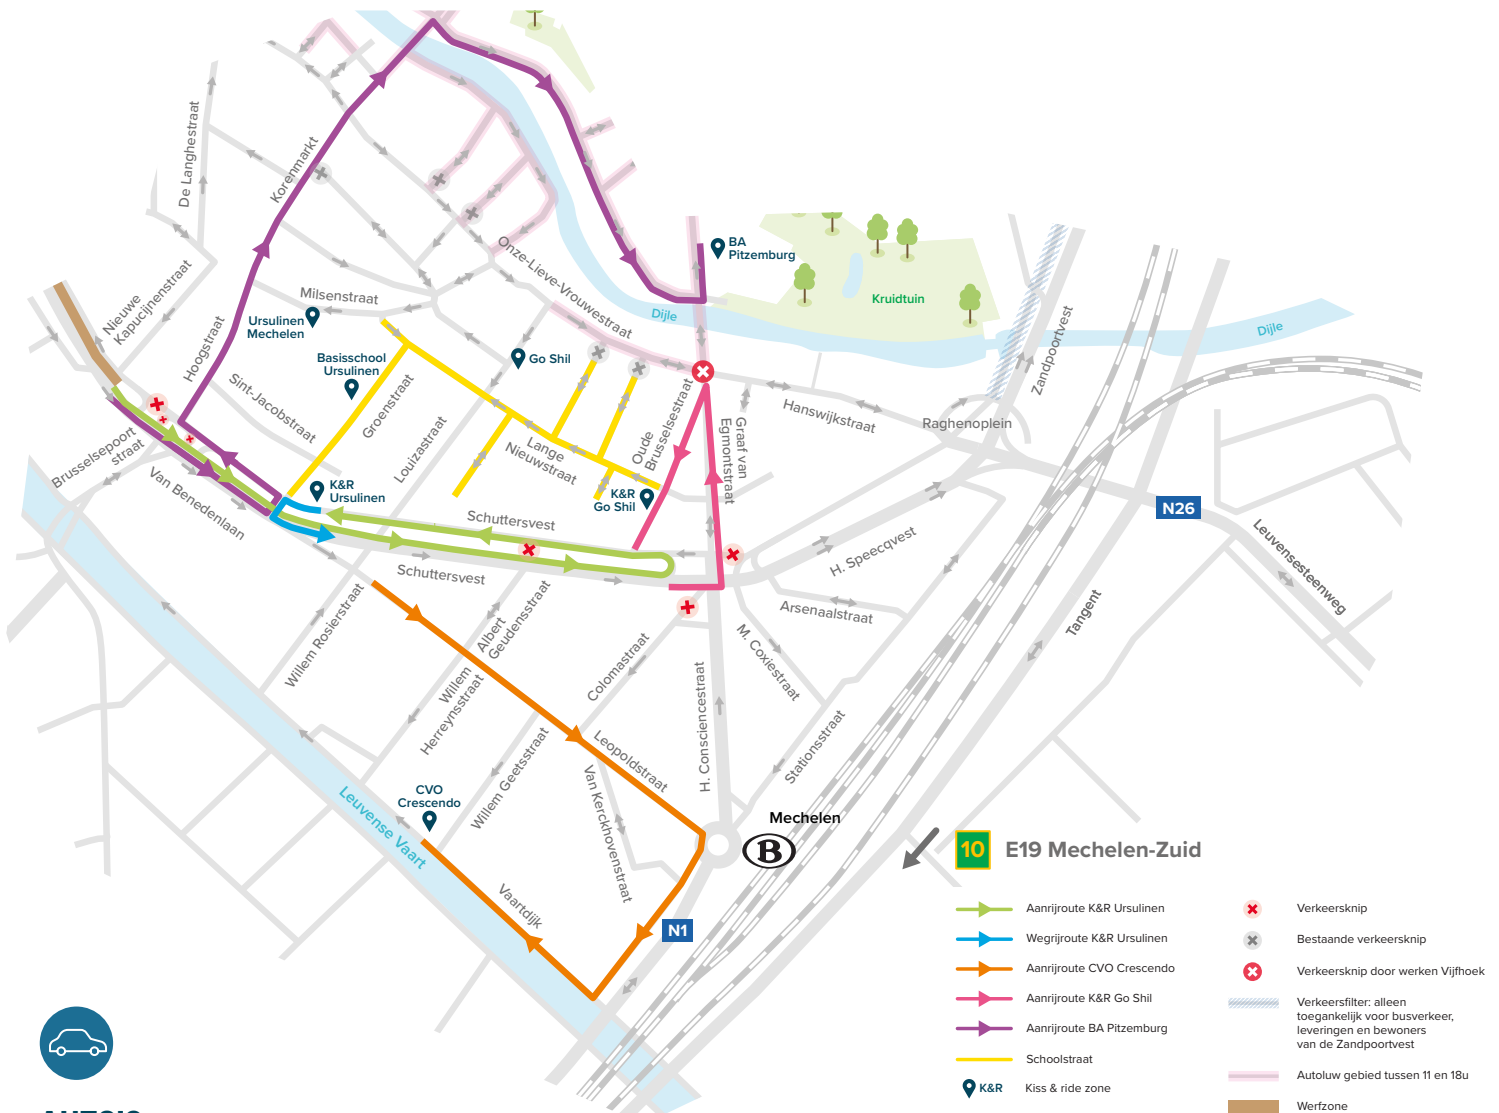 De Langhestraat
Korenmarkt
Nieuwe
Kapucijnenstraat
Hoogstraat
Milsenstraat
Ursulinen
Mechelen
Basisschool
Ursulinen
Sint-Jacobstraat
Groenstraat
Louizastraat
Onze-Lieve-Vrouwestraat
Go Shil
BA
Pitzemburg
Kruidtuin
Dijle
Dijle
Zandpoortvest
Raghenoplein
Hanswijkstraat
Graaf van
Egmontstraat
Oude
Brusselsestraat
Lange
Nieuwstraat
K&R
Go Shil
K&R
Ursulinen
Brusselsepoort
straat
Van Benedenlaan
Schuttersvest
Schuttersvest
H. Speecqvest
N26
Leuvensesteenweg
Arsenaalstraat
Tangent
M. Coxiestraat
Willem Rosierstraat
Albert
Geudensstraat
Willem
Herreynsstraat
Colomastraat
H. Consciencestraat
Stationsstraat
Leopoldstraat
Willem Geetsstraat
Van Kerckhovenstraat
CVO
Crescendo
Leuvense Vaart
Vaartdijk
Mechelen
B
N1
10
E19 Mechelen-Zuid
Aanrijroute K&R Ursulinen
Wegrijroute K&R Ursulinen
Aanrijroute CVO Crescendo
Aanrijroute K&R Go Shil
Aanrijroute BA Pitzemburg
Schoolstraat
K&R
Kiss & ride zone
Verkeersknip
Bestaande verkeersknip
Verkeersknip door werken Vijfhoek
Verkeersfilter: alleen
toegankelijk voor busverkeer,
leveringen en bewoners
van de Zandpoortvest
Autoluw gebied tussen 11 en 18u
Werfzone